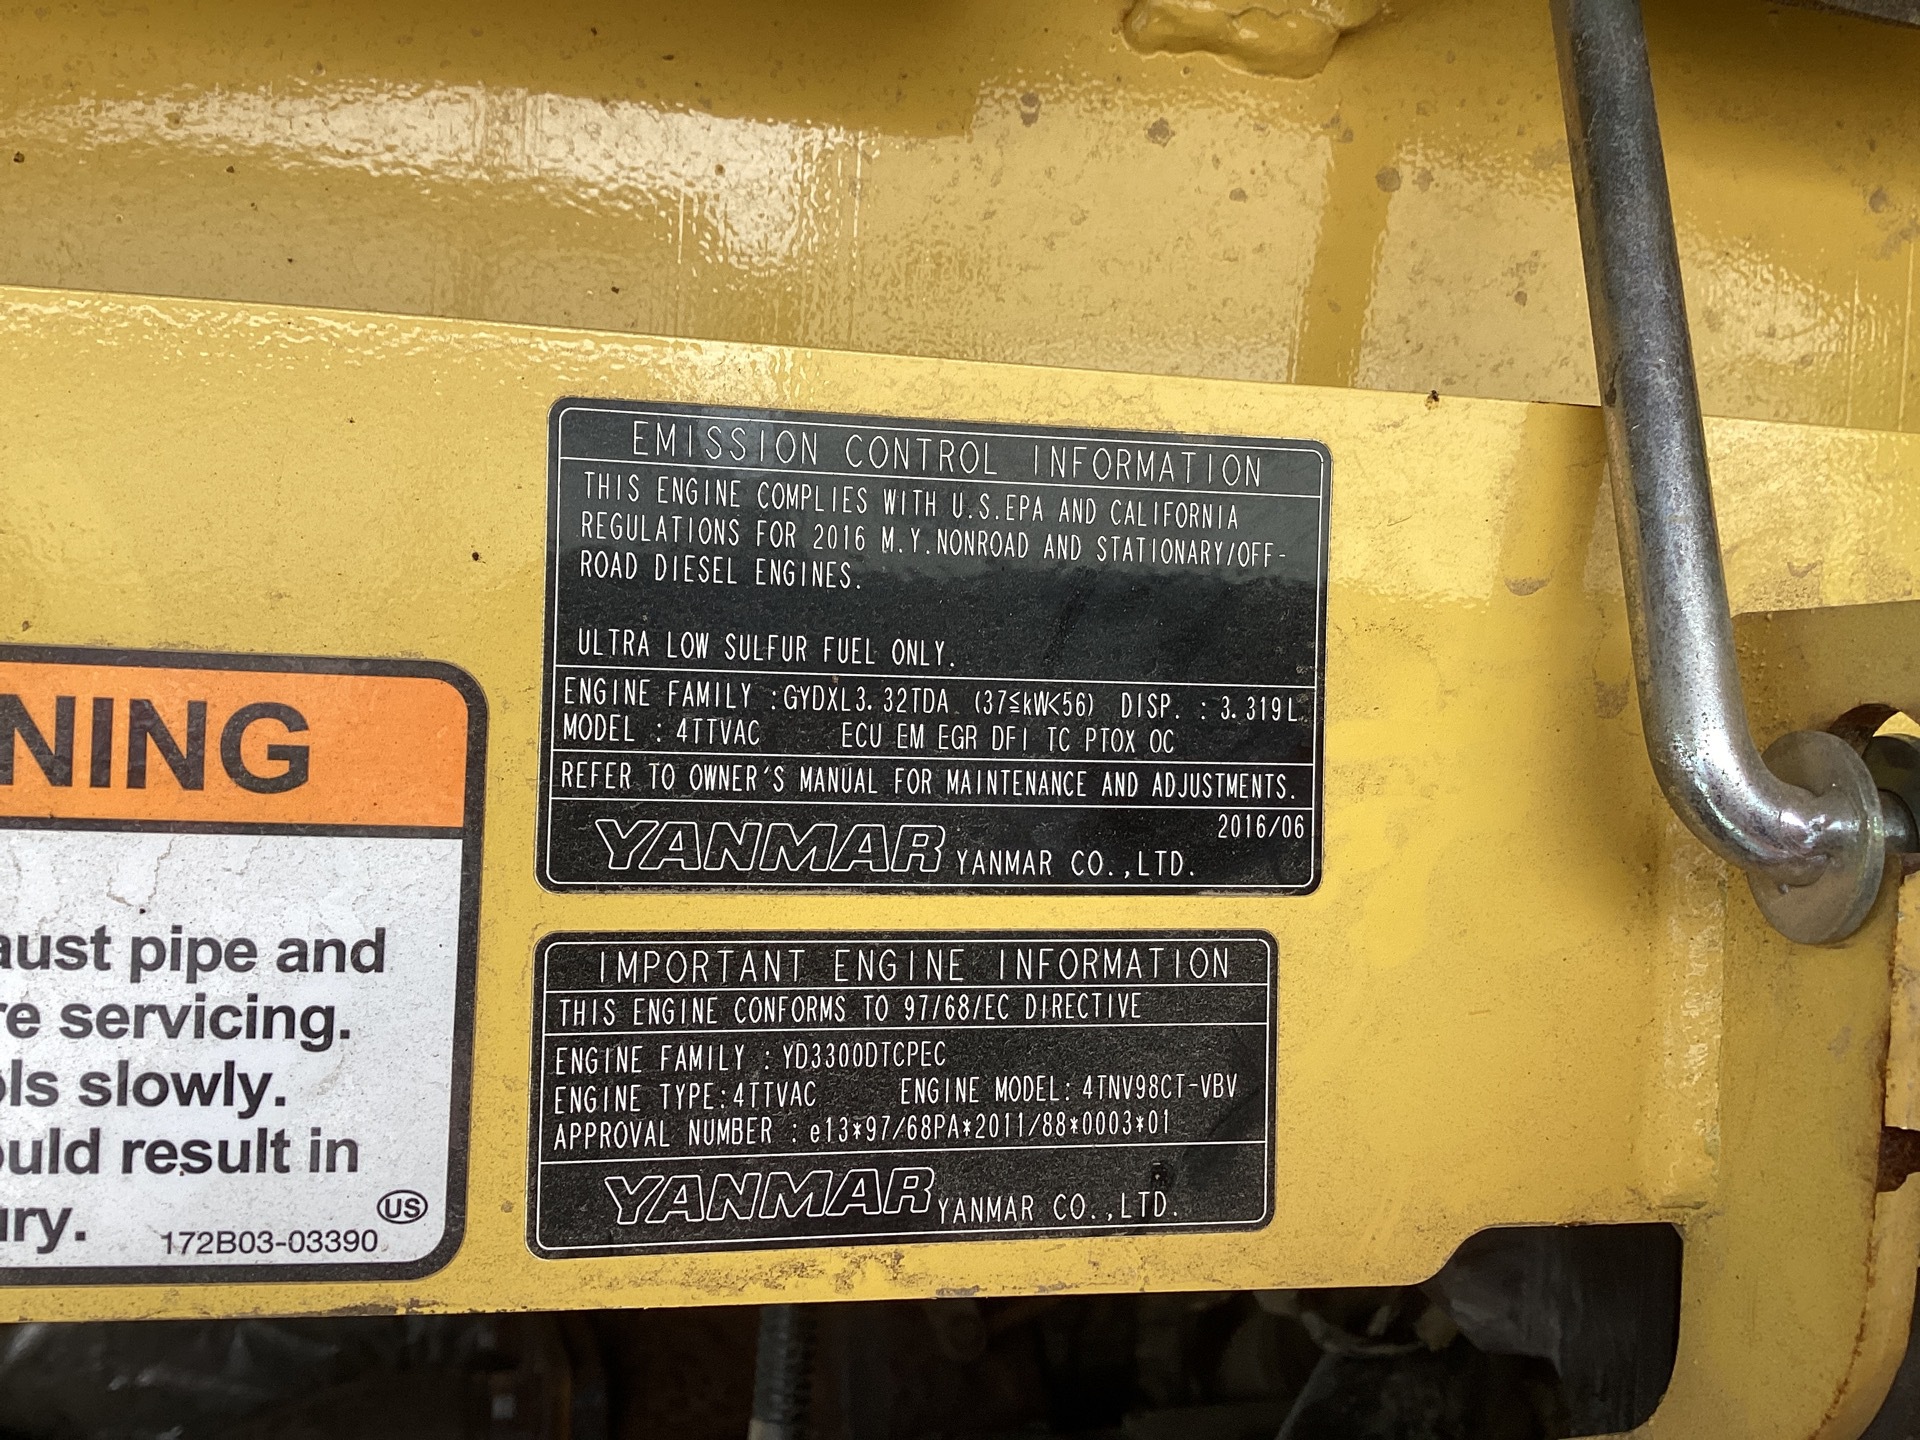 NING
aust pipe and
re servicing.
ols slowly.
ould result in
ury.
172B03-03390
US
EMISSION CONTROL INFORMATION
THIS ENGINE COMPLIES WITH U.S.EPA AND CALIFORNIA
REGULATIONS FOR 2016 M.Y.NONROAD AND STATIONARY/OFF-
ROAD DIESEL ENGINES.
ULTRA LOW SULFUR FUEL ONLY.
ENGINE FAMILY :GYDXL3.32TDA (37≦kW<56) DISP. : 3.319L
MODEL : 4TTVAC ECU EM EGR DFI TC PTOX OC
REFER TO OWNER'S MANUAL FOR MAINTENANCE AND ADJUSTMENTS.
2016/06
YANMAR YANMAR CO.,LTD.
IMPORTANT ENGINE INFORMATION
THIS ENGINE CONFORMS TO 97/68/EC DIRECTIVE
ENGINE FAMILY : YD3300DTCPEC
ENGINE TYPE:4TTVAC ENGINE MODEL: 4TNV98CT-VBV
APPROVAL NUMBER : e13*97/68PA*2011/88*0003*01
YANMAR YANMAR CO.,LTD.